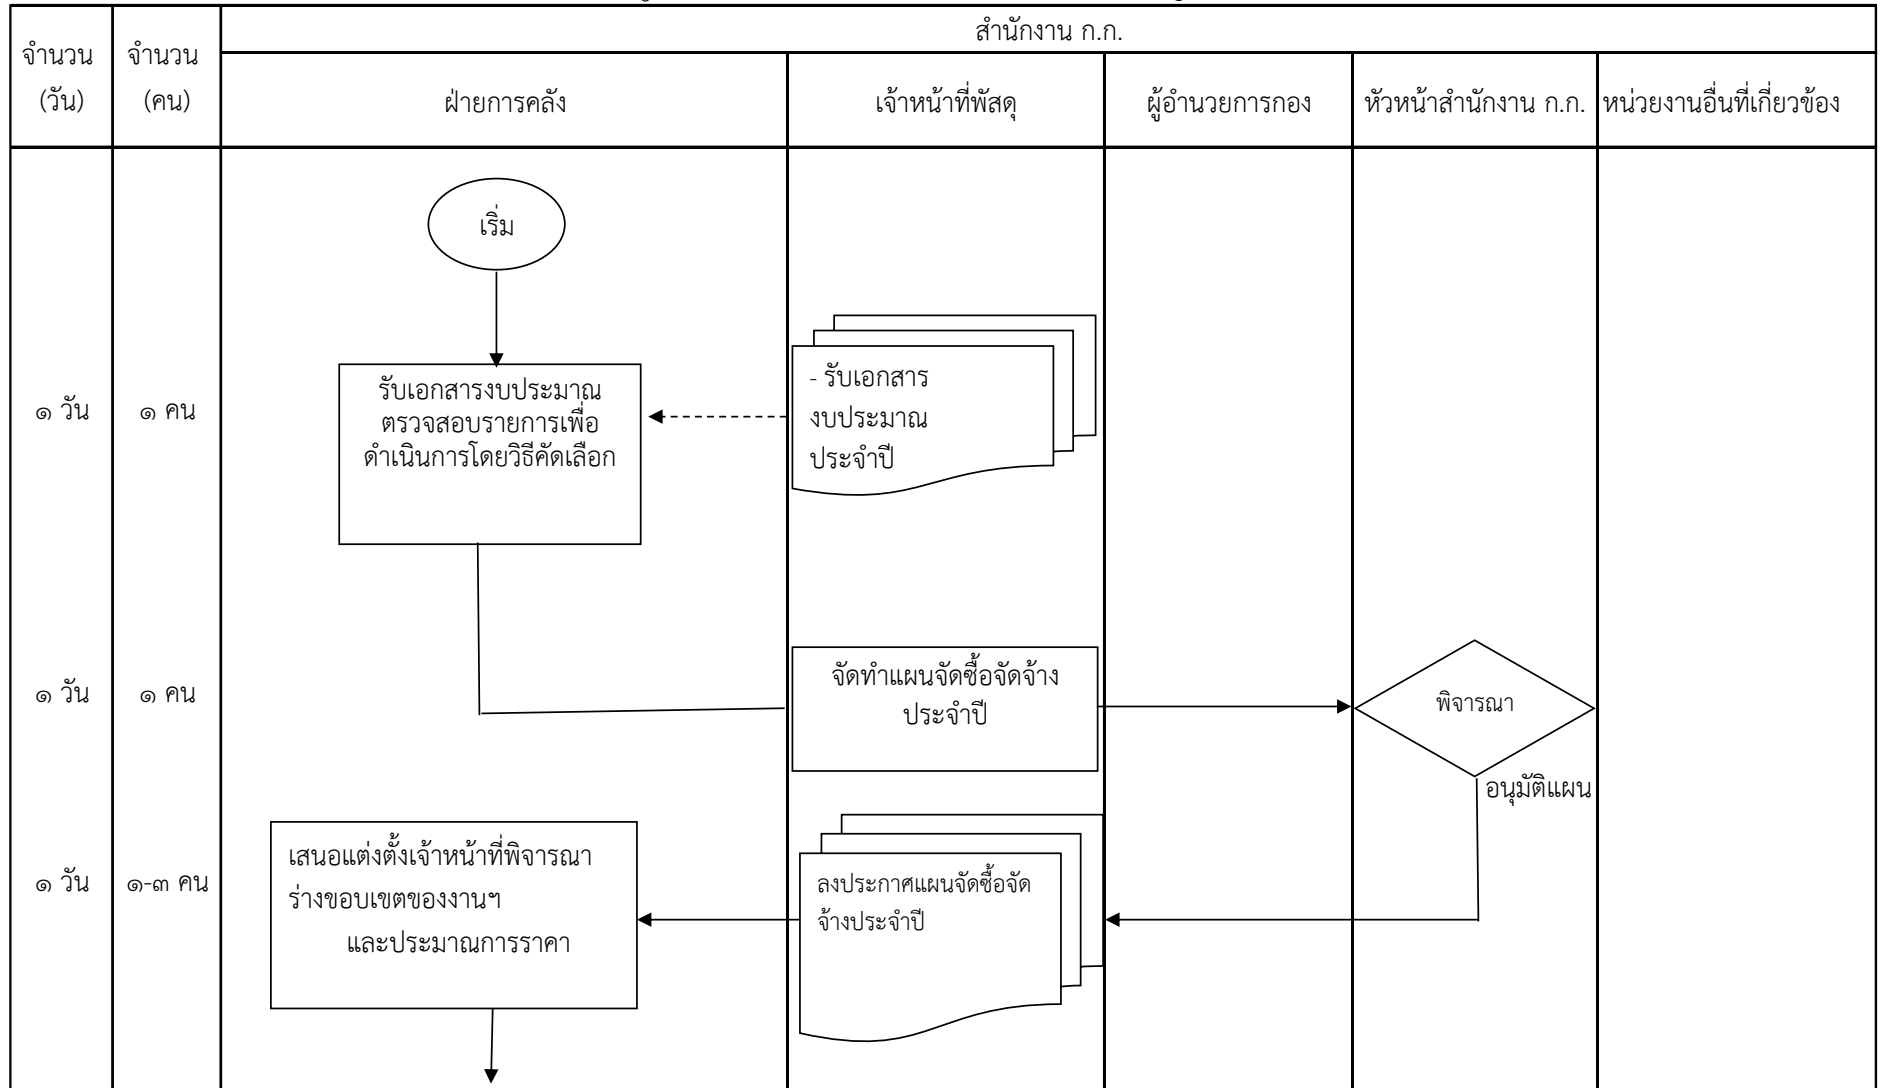 สำนักงาน ก.ก.
จำนวน
(วัน)
จำนวน
(คน)
ฝ่ายการคลัง
เจ้าหน้าที่พัสดุ
ผู้อำนวยการกอง
หัวหน้าสำนักงาน ก.ก.
หน่วยงานอื่นที่เกี่ยวข้อง
เริ่ม
๑ วัน
๑ คน
รับเอกสารงบประมาณ
ตรวจสอบรายการเพื่อ
ดำเนินการโดยวิธีคัดเลือก
- รับเอกสาร
งบประมาณ
ประจำปี
๑ วัน
๑ คน
จัดทำแผนจัดซื้อจัดจ้าง
ประจำปี
พิจารณา
อนุมัติแผน
๑ วัน
๑-๓ คน
เสนอแต่งตั้งเจ้าหน้าที่พิจารณา
ร่างขอบเขตของงานฯ
และประมาณการราคา
ลงประกาศแผนจัดซื้อจัด
จ้างประจำปี